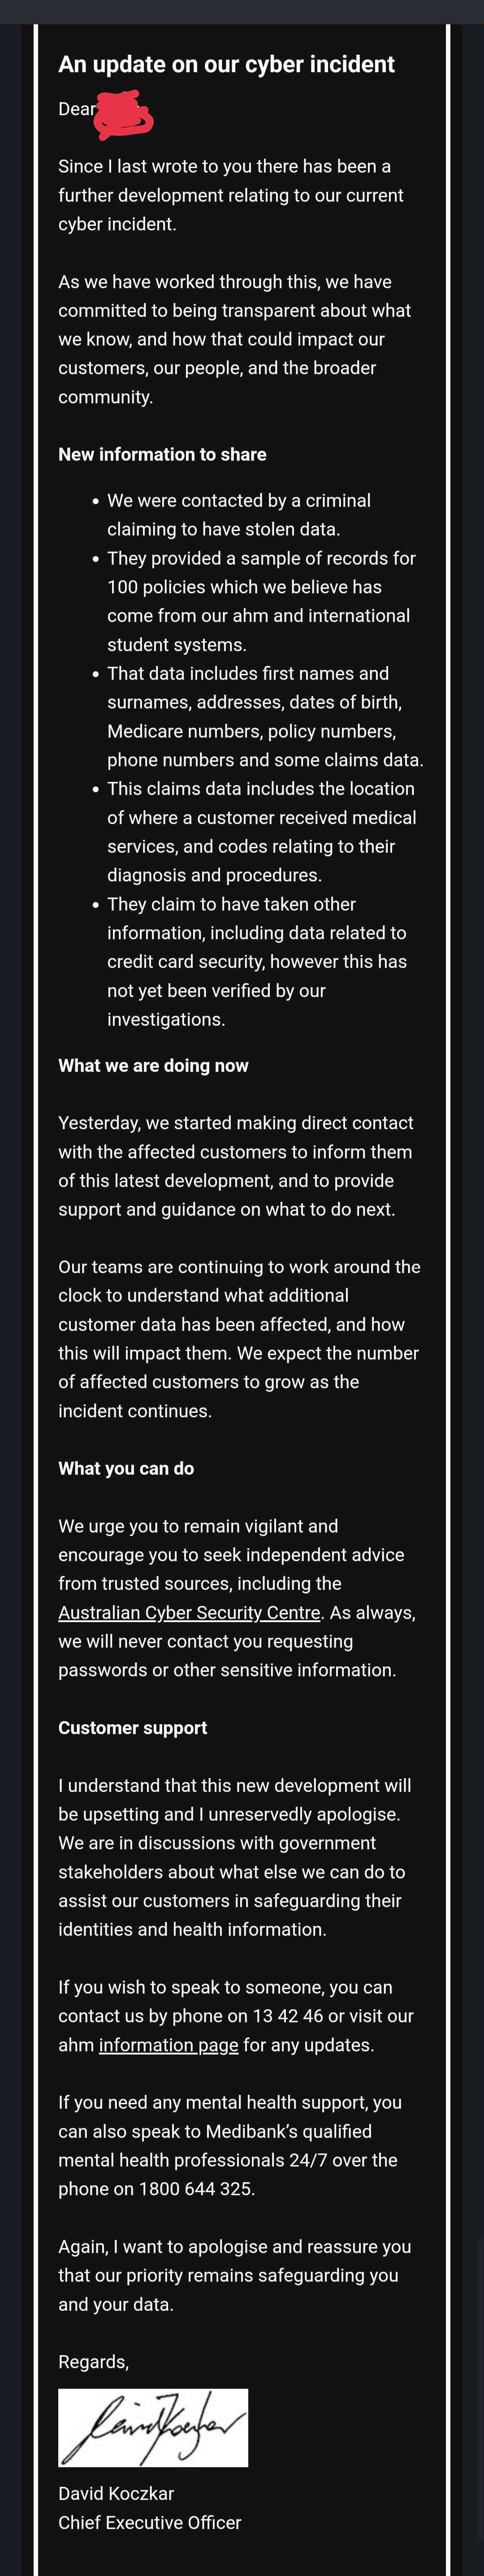 An update on our cyber incident
Dear
Since I last wrote to you there has been a
further development relating to our current
cyber incident.
As we have worked through this, we have
committed to being transparent about what
we know, and how that could impact our
customers, our people, and the broader
community.
New information to share
• We were contacted by a criminal
claiming to have stolen data.
• They provided a sample of records for
100 policies which we believe has
come from our ahm and international
student systems.
• That data includes first names and
surnames, addresses, dates of birth,
Medicare numbers, policy numbers,
phone numbers and some claims data.
• This claims data includes the location
of where a customer received medical
services, and codes relating to their
diagnosis and procedures.
• They claim to have taken other
information, including data related to
credit card security, however this has
not yet been verified by our
investigations.
What we are doing now
Yesterday, we started making direct contact
with the affected customers to inform them
of this latest development, and to provide
support and guidance on what to do next.
Our teams are continuing to work around the
clock to understand what additional
customer data has been affected, and how
this will impact them. We expect the number
of affected customers to grow as the
incident continues.
What you can do
We urge you to remain vigilant and
encourage you to seek independent advice
from trusted sources, including the
Australian Cyber Security Centre. As always,
we will never contact you requesting
passwords or other sensitive information.
Customer support
I understand that this new development will
be upsetting and I unreservedly apologise.
We are in discussions with government
stakeholders about what else we can do to
assist our customers in safeguarding their
identities and health information.
If you wish to speak to someone, you can
contact us by phone on 13 42 46 or visit our
ahm information page for any updates.
If you need any mental health support, you
can also speak to Medibank’s qualified
mental health professionals 24/7 over the
phone on 1800 644 325.
Again, I want to apologise and reassure you
that our priority remains safeguarding you
and your data.
Regards,
David Koczkar
Chief Executive Officer